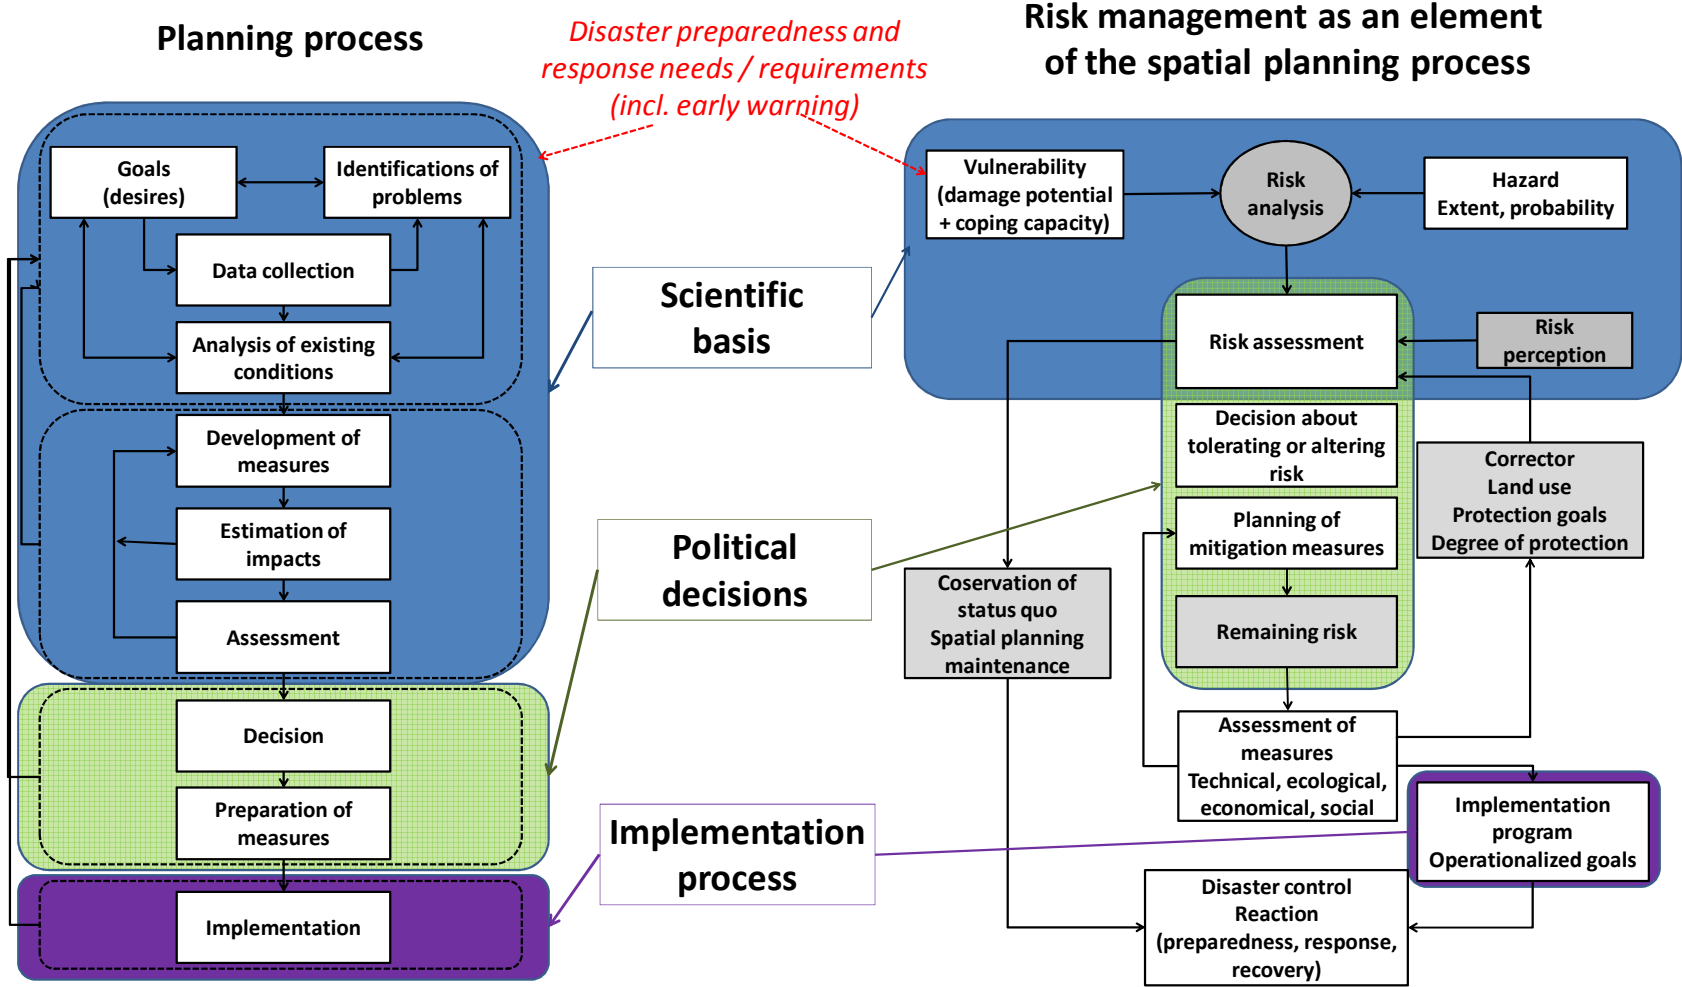 Planning process
Disaster preparedness and
response needs / requirements
(incl. early warning)
Risk management as an element
of the spatial planning process
Goals
(desires)
Identifications of
problems
Data collection
Analysis of existing
conditions
Development of
measures
Estimation of
impacts
Assessment
Decision
Preparation of
measures
Implementation
Scientific
basis
Political
decisions
Implementation
process
Vulnerability
(damage potential
+ coping capacity)
Risk
analysis
Hazard
Extent, probability
Risk assessment
Risk
perception
Decision about
tolerating or altering
risk
Corrector
Land use
Protection goals
Degree of protection
Planning of
mitigation measures
Coservation of
status quo
Spatial planning
maintenance
Remaining risk
Assessment of
measures
Technical, ecological,
economical, social
Implementation
program
Operationalized goals
Disaster control
Reaction
(preparedness, response,
recovery)